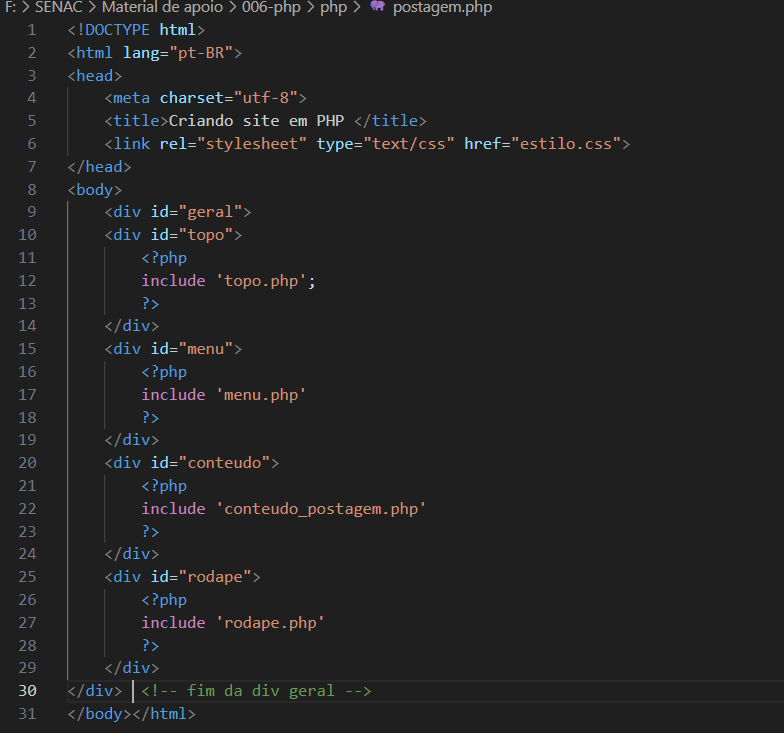 F: > SENAC > Material de apoio > 006-php > php > postagem.php
1 <!DOCTYPE html>
2 <html lang="pt-BR">
3 <head>
4     <meta charset="utf-8">
5     <title>Criando site em PHP </title>
6     <link rel="stylesheet" type="text/css" href="estilo.css">
7 </head>
8 <body>
9     <div id="geral">
10     <div id="topo">
11         <?php
12         include 'topo.php';
13         ?>
14     </div>
15     <div id="menu">
16         <?php
17         include 'menu.php'
18         ?>
19     </div>
20     <div id="conteudo">
21         <?php
22         include 'conteudo_postagem.php'
23         ?>
24     </div>
25     <div id="rodape">
26         <?php
27         include 'rodape.php'
28         ?>
29     </div>
30 </div>  <!-- fim da div geral -->
31 </body></html>